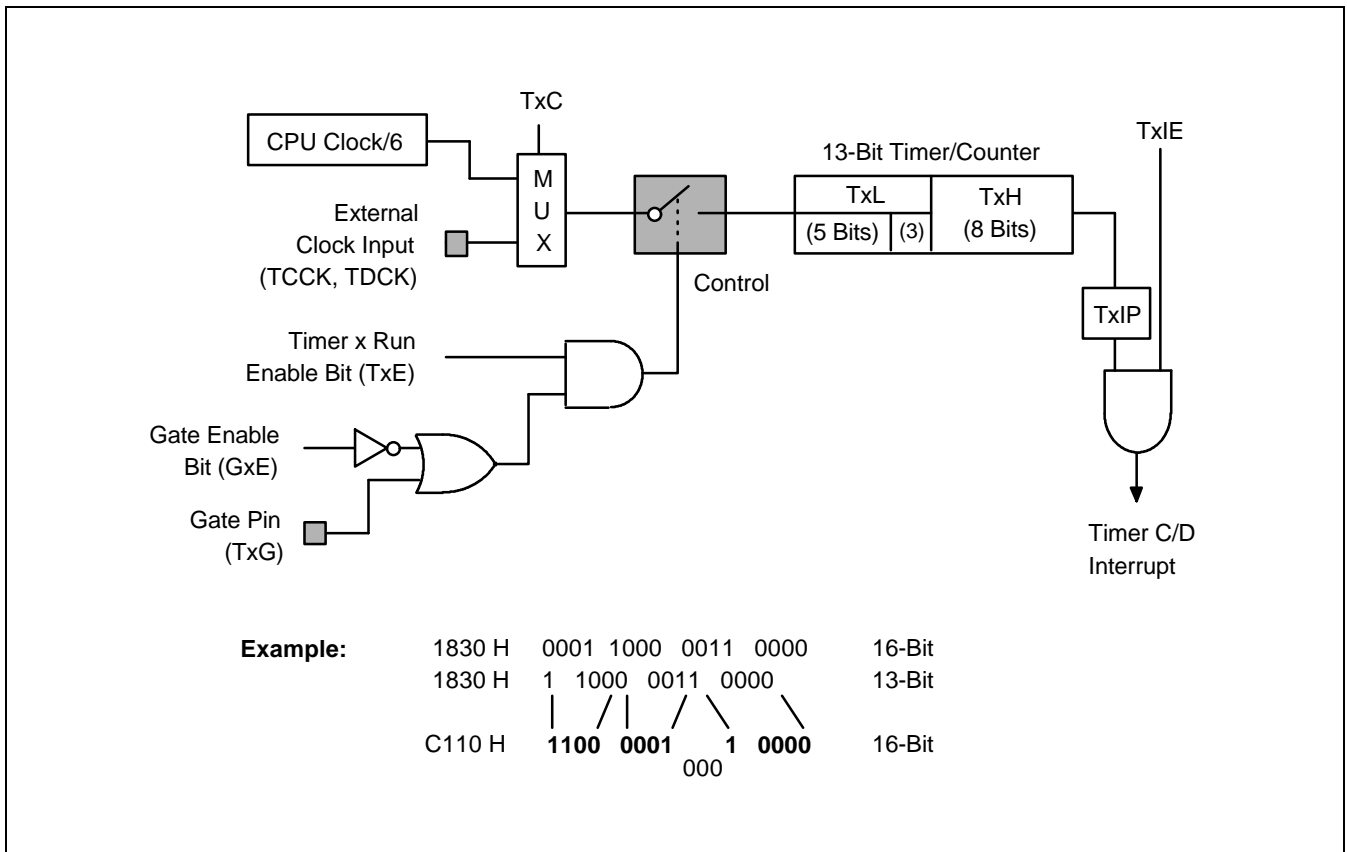 TxC
CPU Clock/6
TxIE
13-Bit Timer/Counter
M
U
X
External
Clock Input
(TCCK, TDCK)
TxL
TxH
(5 Bits)
(3)
(8 Bits)
Control
TxIP
Timer x Run
Enable Bit (TxE)
Gate Enable
Bit (GxE)
Gate Pin
(TxG)
Timer C/D
Interrupt
Example: 1830 H 0001 1000 0011 0000 16-Bit
1830 H 1 1000 0011 0000 13-Bit
C110 H 1100 0001 1 0000 16-Bit
000